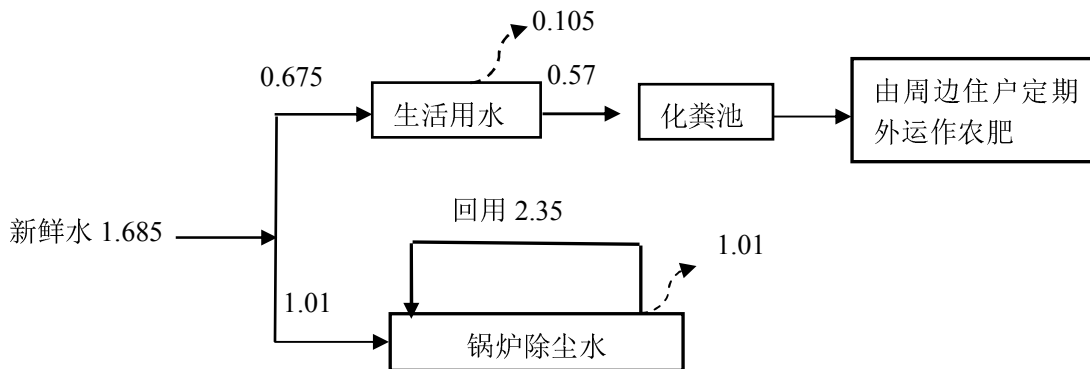 0.105
0.675
0.57
生活用水
化粪池
由周边住户定期
外运作农肥
新鲜水 1.685
回用 2.35
1.01
1.01
锅炉除尘水